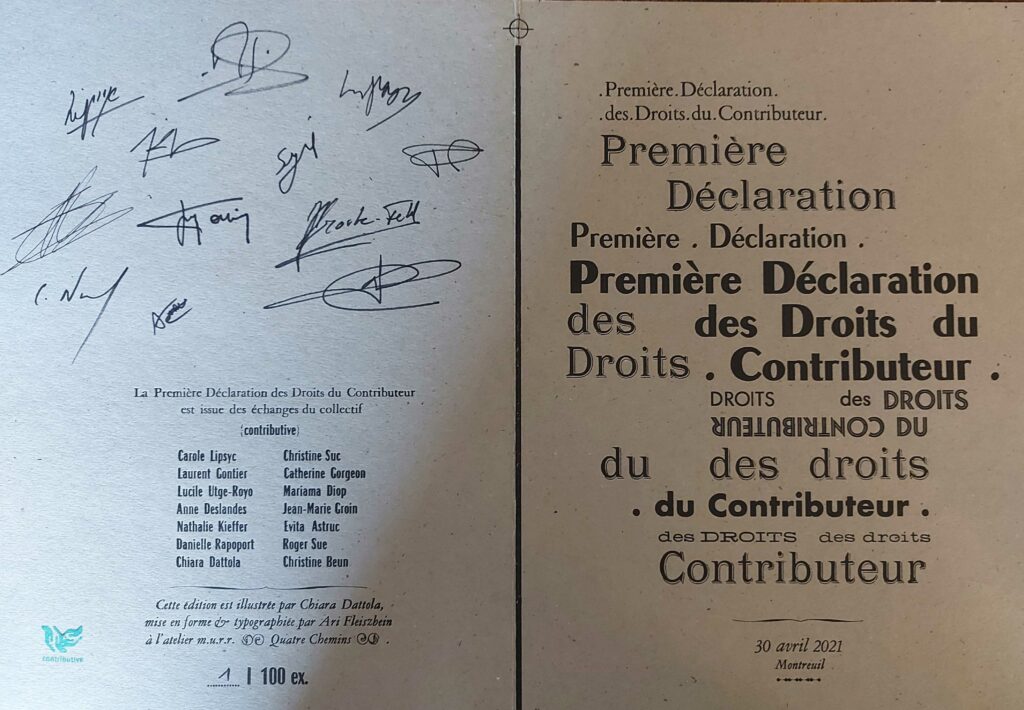 Lipsyc
C. N
La Première Déclaration des Droits du Contributeur
est issue des échanges du collectif
{contributive}
Carole Lipsyc
Laurent Gontier
Lucile Utge-Royo
Anne Deslandes
Nathalie Kieffer
Danielle Rapoport
Chiara Dattola
Christine Suc
Catherine Gorgeon
Mariama Diop
Jean-Marie Groin
Evita Astruc
Roger Sue
Christine Beun
Cette édition est illustrée par Chiara Dattola,
mise en forme & typographiée par Ari Fleiszbein
à l'atelier m.u.r.r. Quatre Chemins .
contributive
1 | 100 ex.
.Première.Déclaration.
.des.Droits.du.Contributeur.
Première
Déclaration
Première . Déclaration .
Première Déclaration
des des Droits du
Droits . Contributeur .
DROITS des DROITS
DU CONTRIBUTEUR
du des droits
. du Contributeur .
des DROITS des droits
Contributeur
30 avril 2021
Montreuil